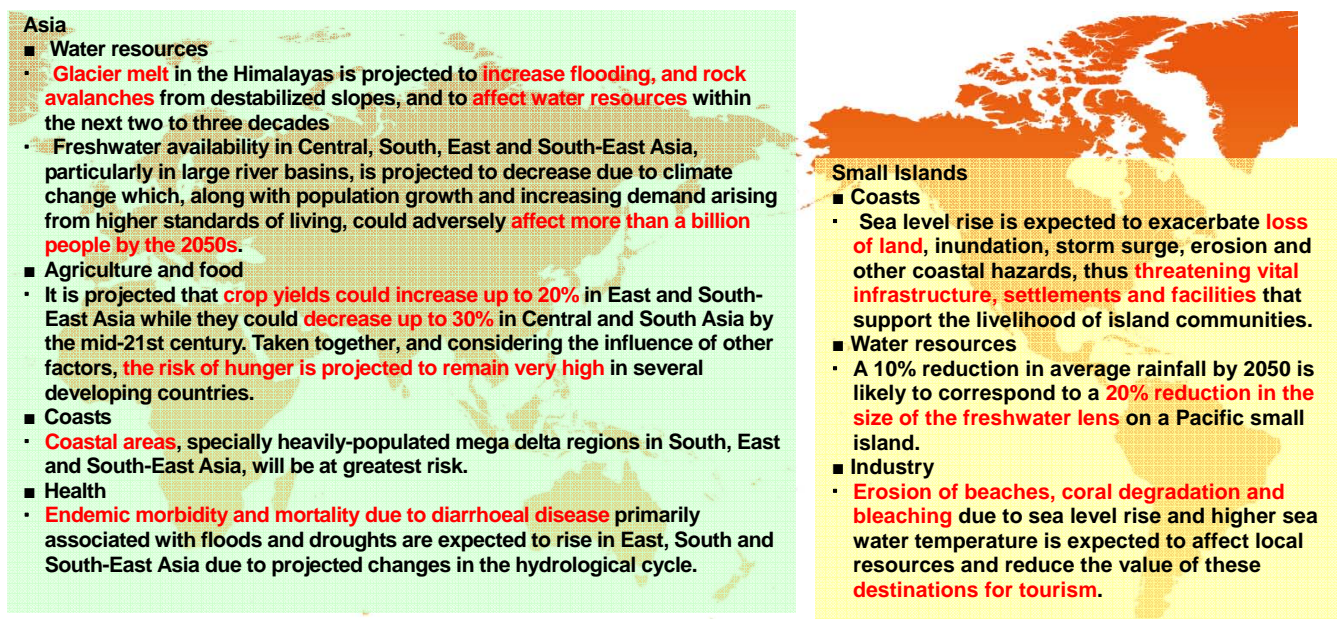 Asia
■ Water resources
· Glacier melt in the Himalayas is projected to increase flooding, and rock
avalanches from destabilized slopes, and to affect water resources within
the next two to three decades
· Freshwater availability in Central, South, East and South-East Asia,
particularly in large river basins, is projected to decrease due to climate
change which, along with population growth and increasing demand arising
from higher standards of living, could adversely affect more than a billion
people by the 2050s.
■ Agriculture and food
· It is projected that crop yields could increase up to 20% in East and South-
East Asia while they could decrease up to 30% in Central and South Asia by
the mid-21st century. Taken together, and considering the influence of other
factors, the risk of hunger is projected to remain very high in several
developing countries.
■ Coasts
· Coastal areas, specially heavily-populated mega delta regions in South, East
and South-East Asia, will be at greatest risk.
■ Health
· Endemic morbidity and mortality due to diarrhoeal disease primarily
associated with floods and droughts are expected to rise in East, South and
South-East Asia due to projected changes in the hydrological cycle.
Small Islands
■ Coasts
· Sea level rise is expected to exacerbate loss
of land, inundation, storm surge, erosion and
other coastal hazards, thus threatening vital
infrastructure, settlements and facilities that
support the livelihood of island communities.
■ Water resources
· A 10% reduction in average rainfall by 2050 is
likely to correspond to a 20% reduction in the
size of the freshwater lens on a Pacific small
island.
■ Industry
· Erosion of beaches, coral degradation and
bleaching due to sea level rise and higher sea
water temperature is expected to affect local
resources and reduce the value of these
destinations for tourism.